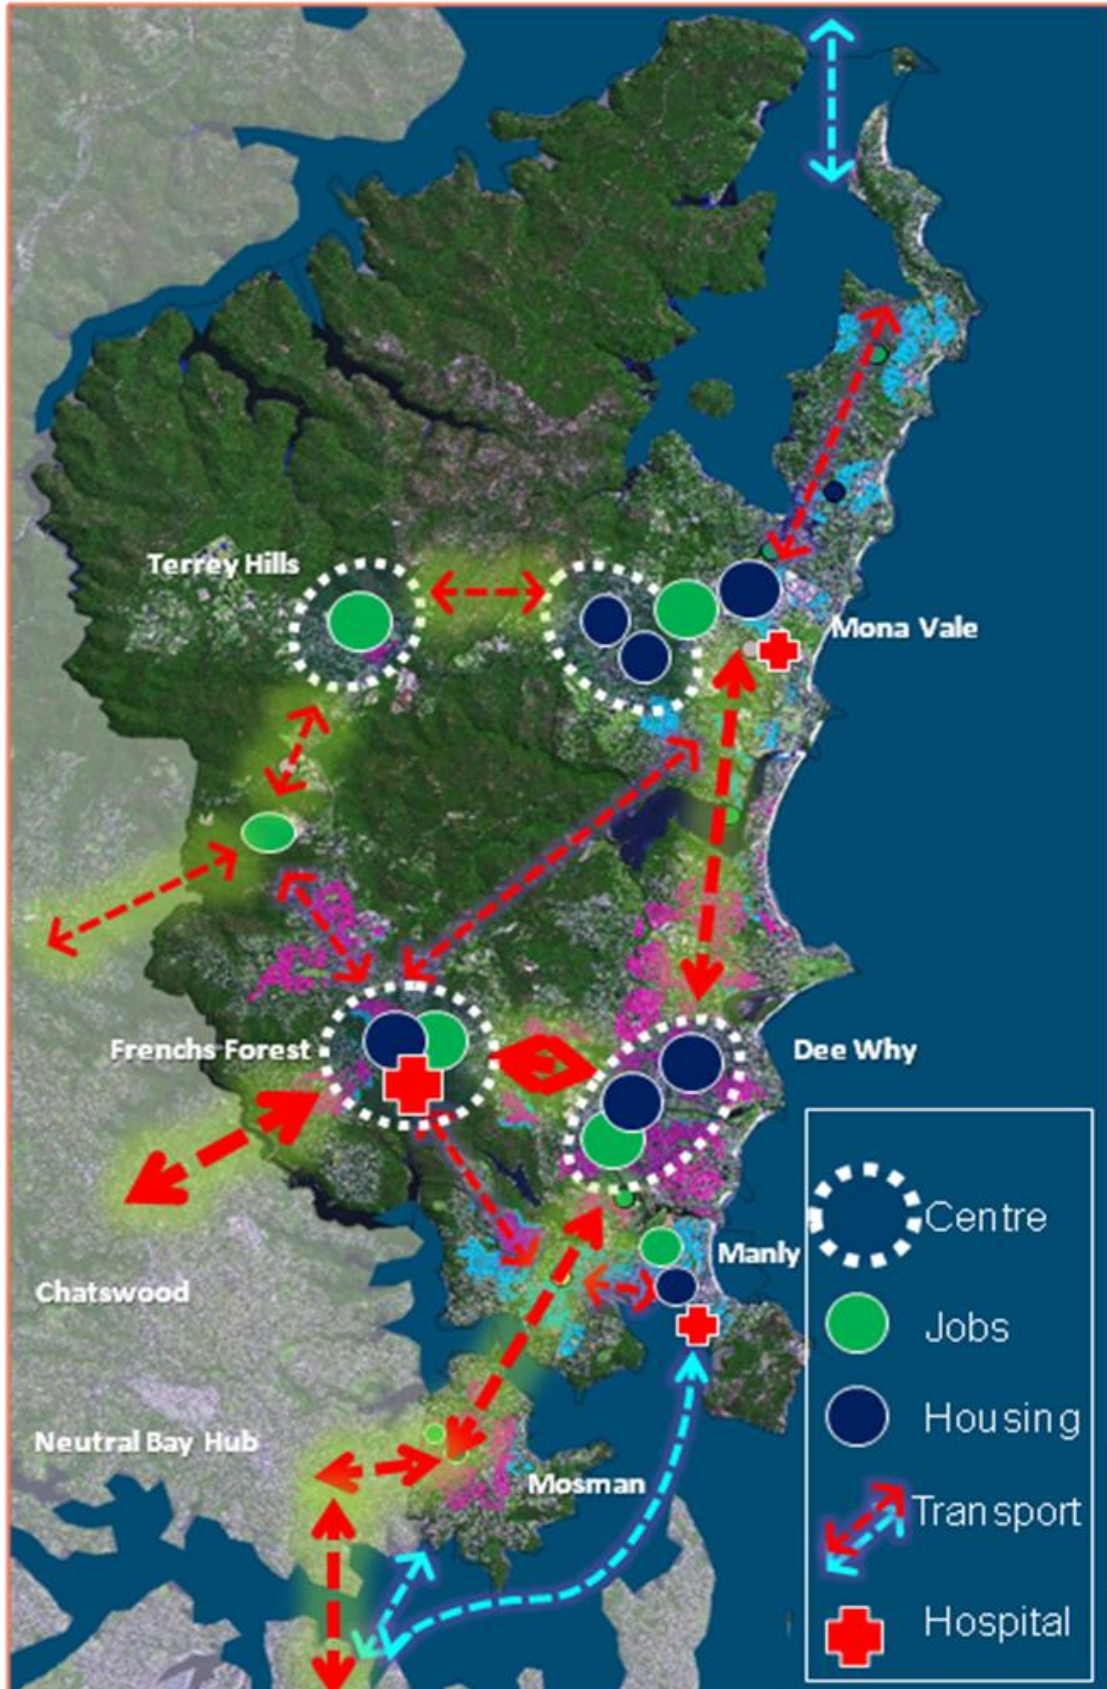 Terrey Hills
Mona Vale
Frenchs Forest
Dee Why
Manly
Chatswood
Neutral Bay Hub
Mosman
Centre
Jobs
Housing
Transport
Hospital